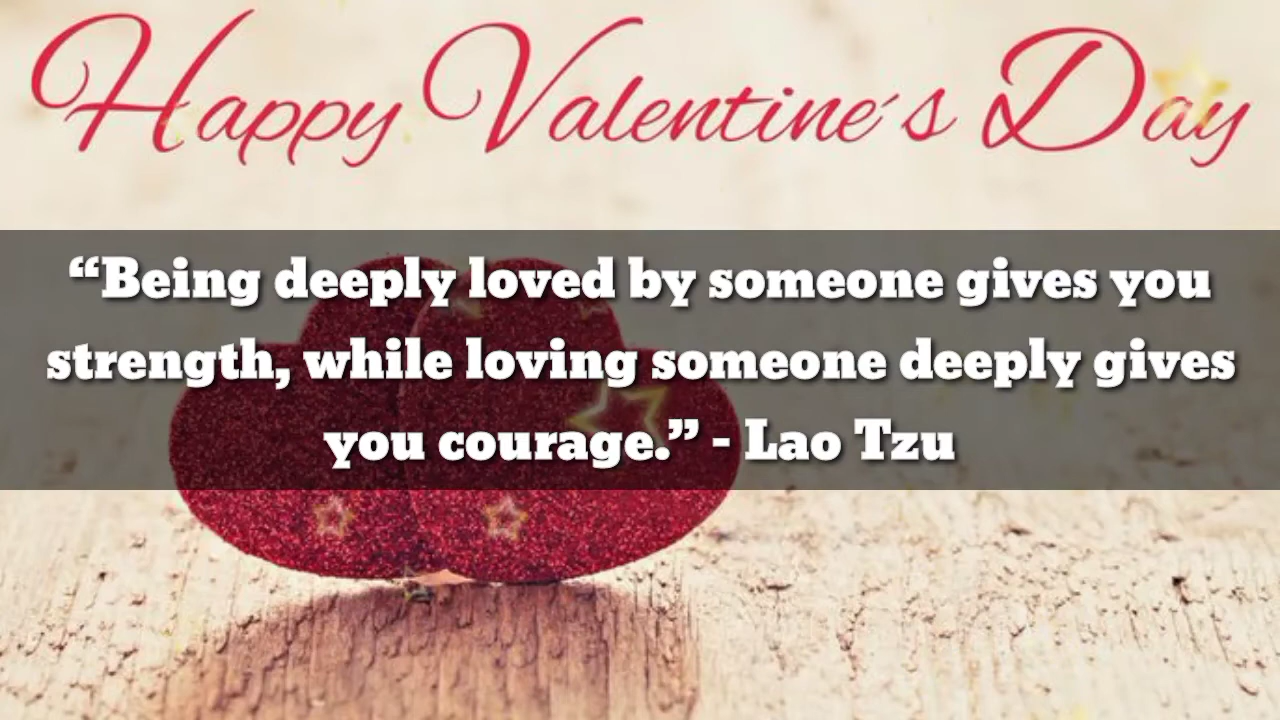 Happy Valentine´s Day
“Being deeply loved by someone gives you
strength, while loving someone deeply gives
you courage.” - Lao Tzu